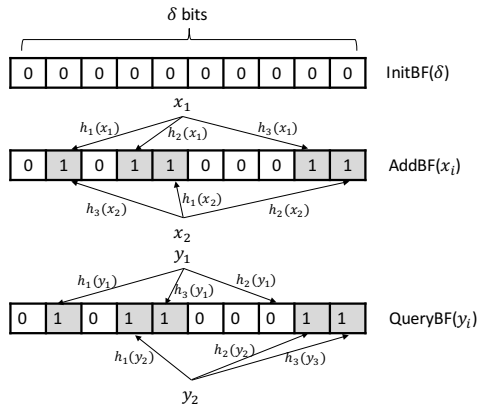 δ bits
0 0 0 0 0 0 0 0 0 0 InitBF(δ)
x₁
h₁(x₁) h₂(x₁) h₃(x₁)
0 1 0 1 1 0 0 0 1 1 AddBF(xᵢ)
h₃(x₂) h₁(x₂) h₂(x₂)
x₂
y₁
h₁(y₁) h₃(y₁) h₂(y₁)
0 1 0 1 1 0 0 0 1 1 QueryBF(yᵢ)
h₁(y₂) h₂(y₂) h₃(y₃)
y₂